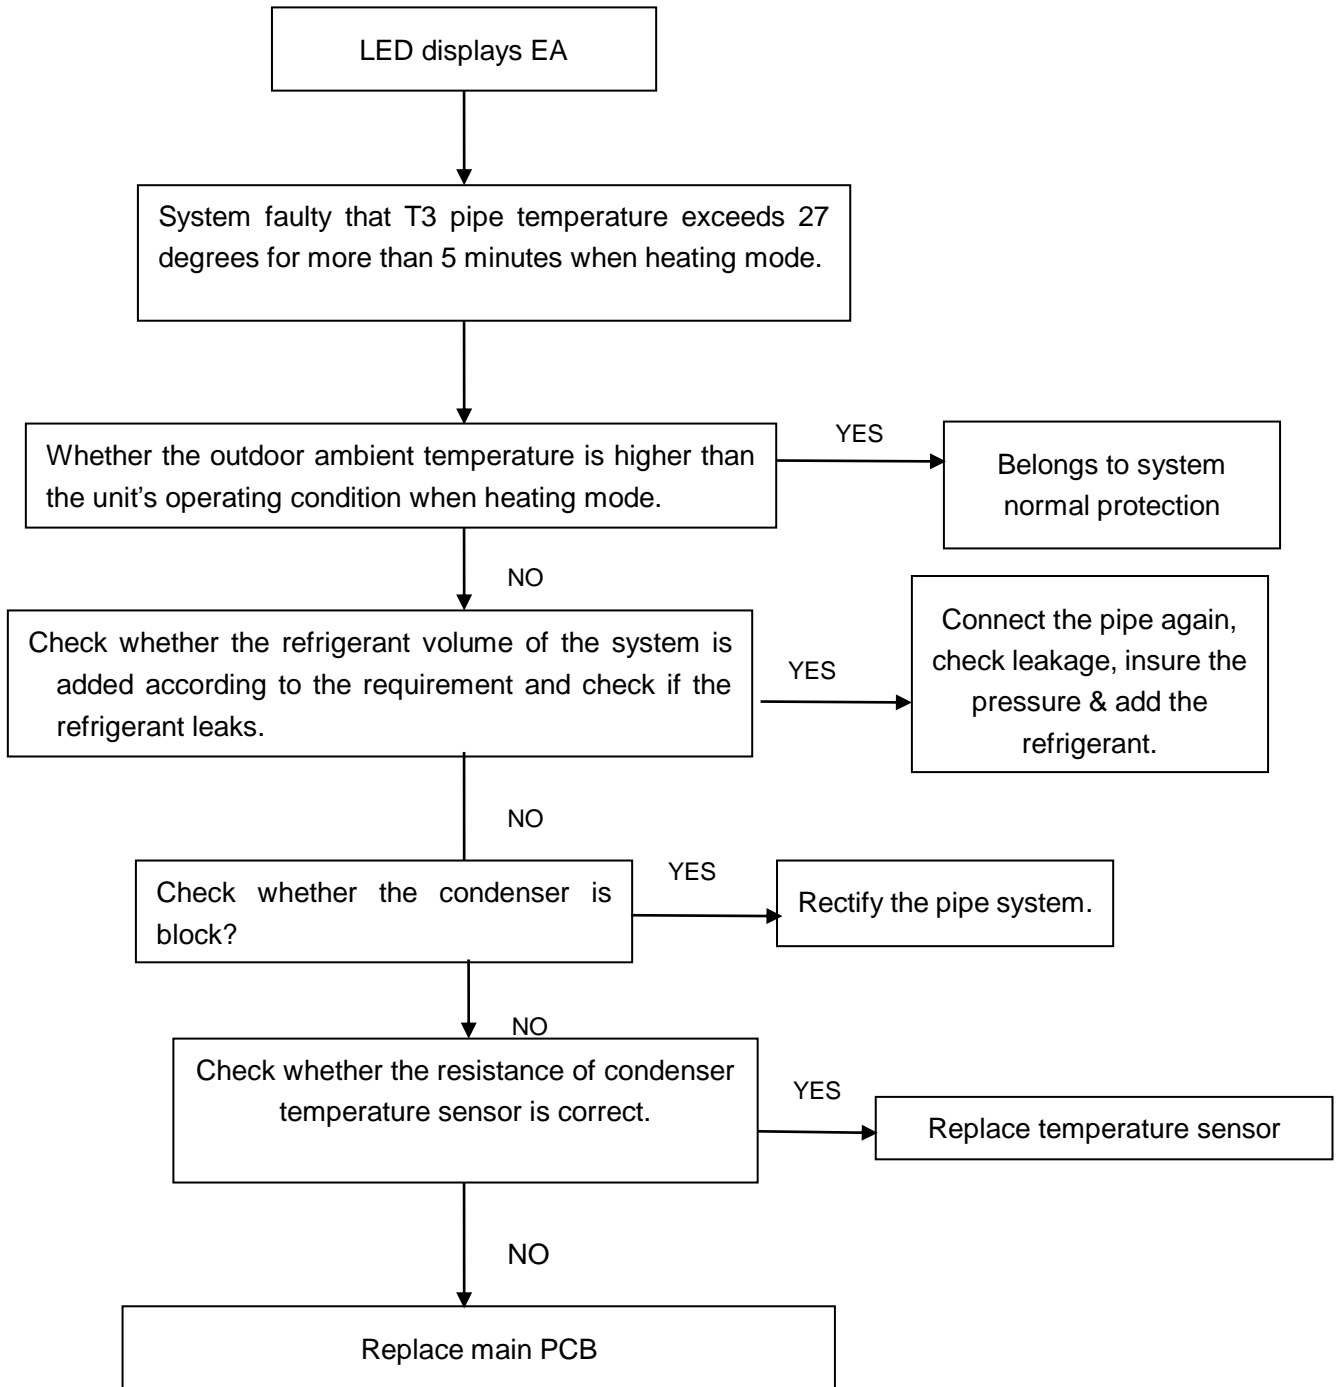 LED displays EA
System faulty that T3 pipe temperature exceeds 27
degrees for more than 5 minutes when heating mode.
Whether the outdoor ambient temperature is higher than
the unit's operating condition when heating mode.
YES
Belongs to system
normal protection
NO
Check whether the refrigerant volume of the system is
added according to the requirement and check if the
refrigerant leaks.
YES
Connect the pipe again,
check leakage, insure the
pressure & add the
refrigerant.
NO
Check whether the condenser is
block?
YES
Rectify the pipe system.
NO
Check whether the resistance of condenser
temperature sensor is correct.
YES
Replace temperature sensor
NO
Replace main PCB